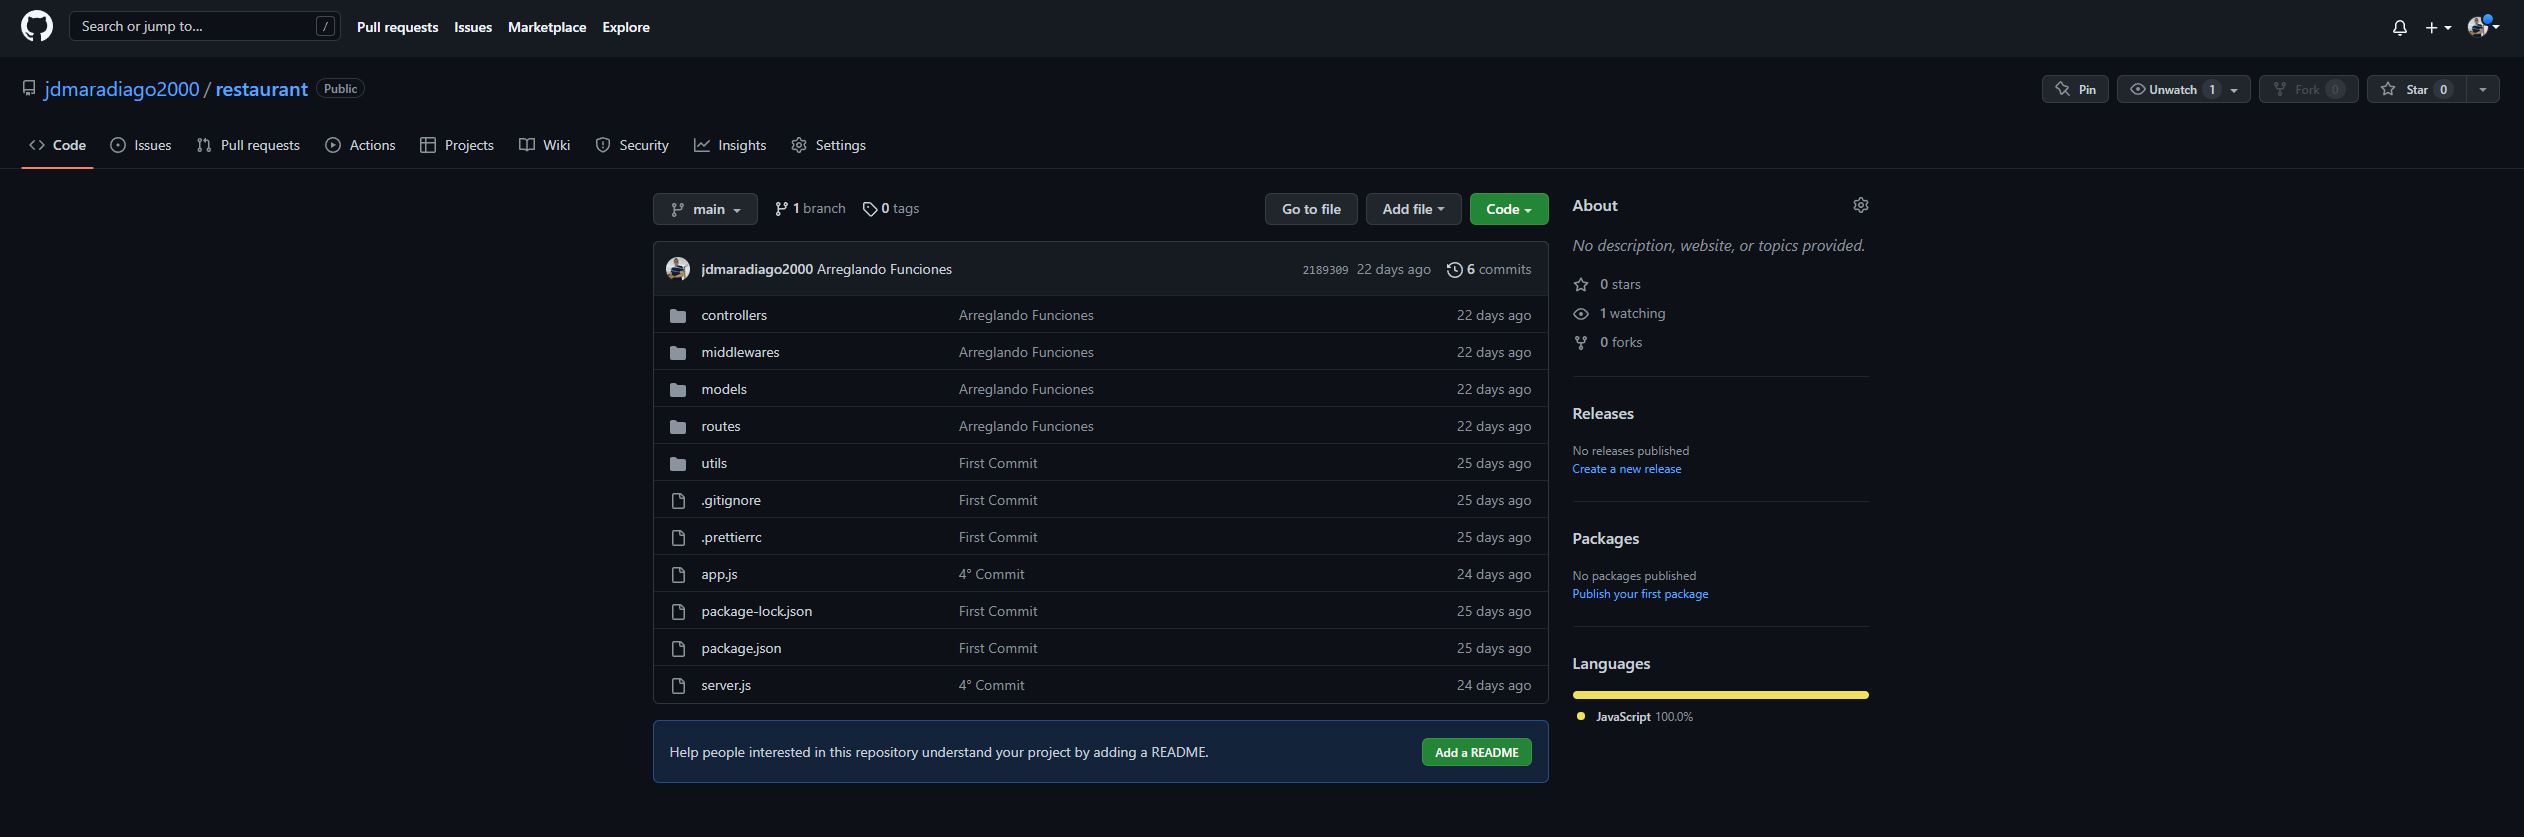 Search or jump to... / Pull requests Issues Marketplace Explore
jdmaradiago2000 / restaurant Public Pin Unwatch 1 Fork 0 Star 0
Code Issues Pull requests Actions Projects Wiki Security Insights Settings
main 1 branch 0 tags Go to file Add file Code
jdmaradiago2000 Arreglando Funciones 2189309 22 days ago 6 commits
controllers Arreglando Funciones 22 days ago
middlewares Arreglando Funciones 22 days ago
models Arreglando Funciones 22 days ago
routes Arreglando Funciones 22 days ago
utils First Commit 25 days ago
.gitignore First Commit 25 days ago
.prettierrc First Commit 25 days ago
app.js 4° Commit 24 days ago
package-lock.json First Commit 25 days ago
package.json First Commit 25 days ago
server.js 4° Commit 24 days ago
Help people interested in this repository understand your project by adding a README. Add a README
About
No description, website, or topics provided.
0 stars
1 watching
0 forks
Releases
No releases published
Create a new release
Packages
No packages published
Publish your first package
Languages
JavaScript 100.0%